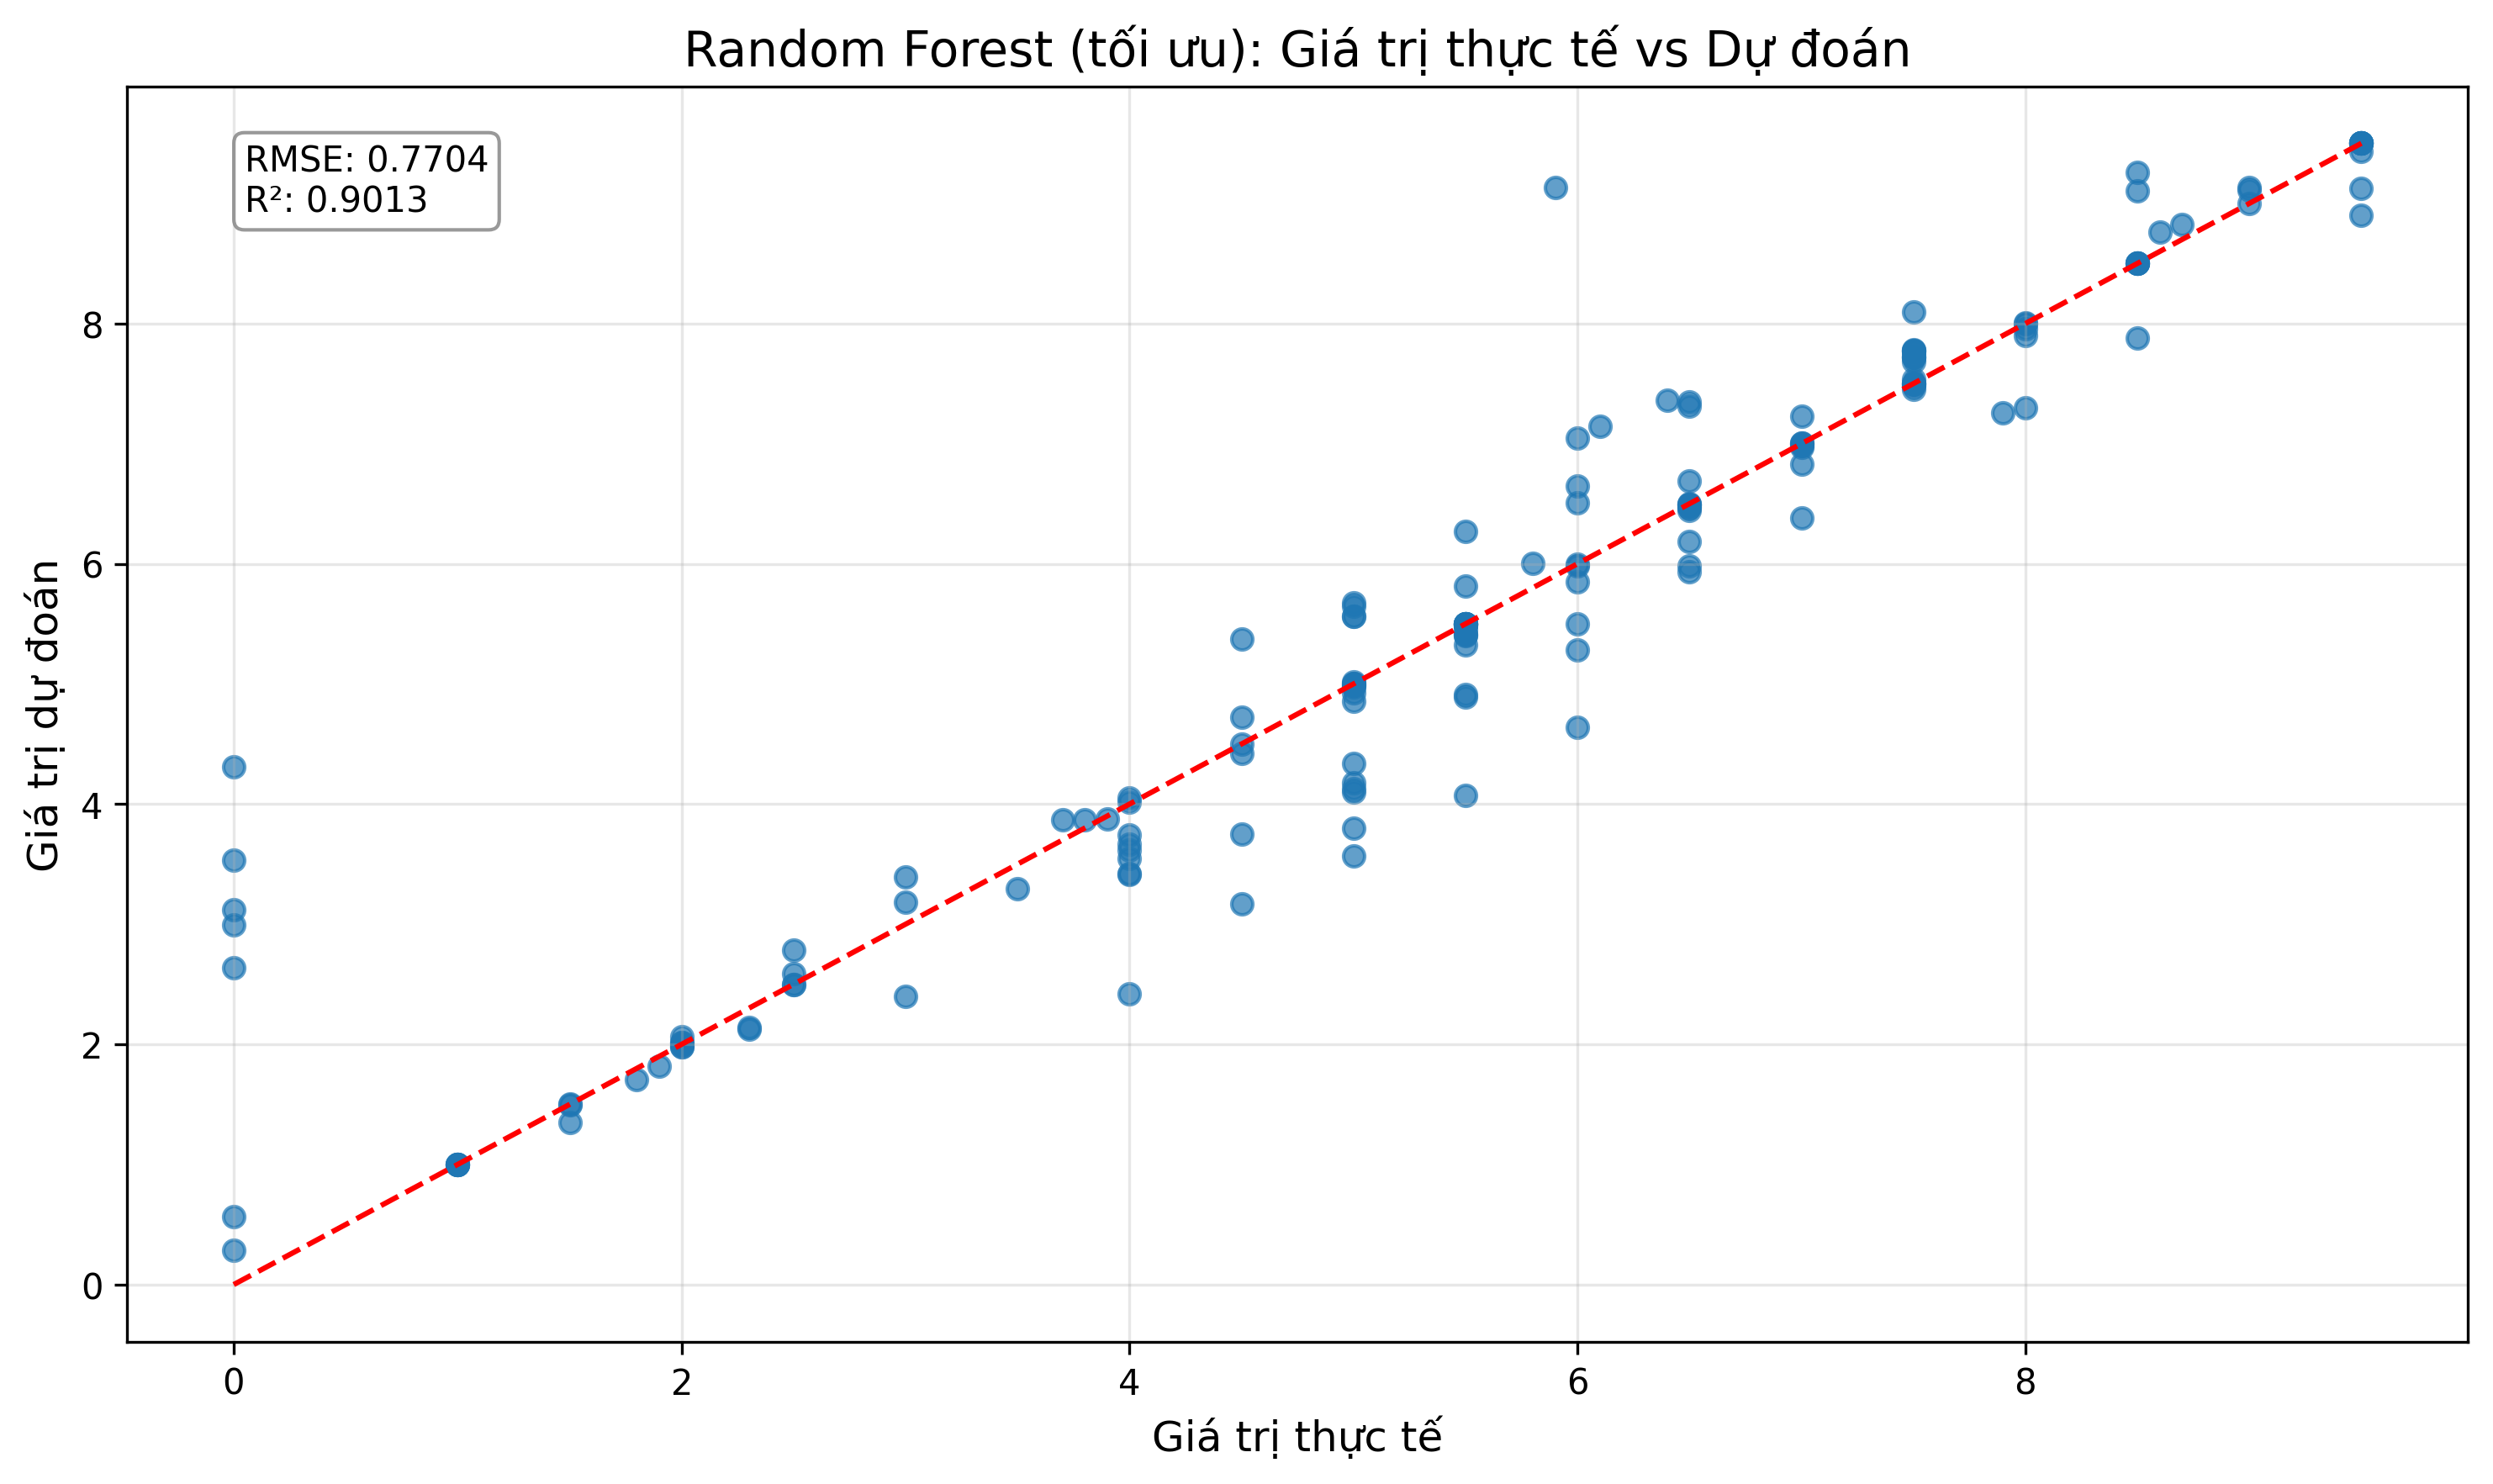 Random Forest (tối ưu): Giá trị thực tế vs Dự đoán
RMSE: 0.7704
R²: 0.9013
Giá trị dự đoán
8
6
4
2
0
0 2 4 6 8
Giá trị thực tế